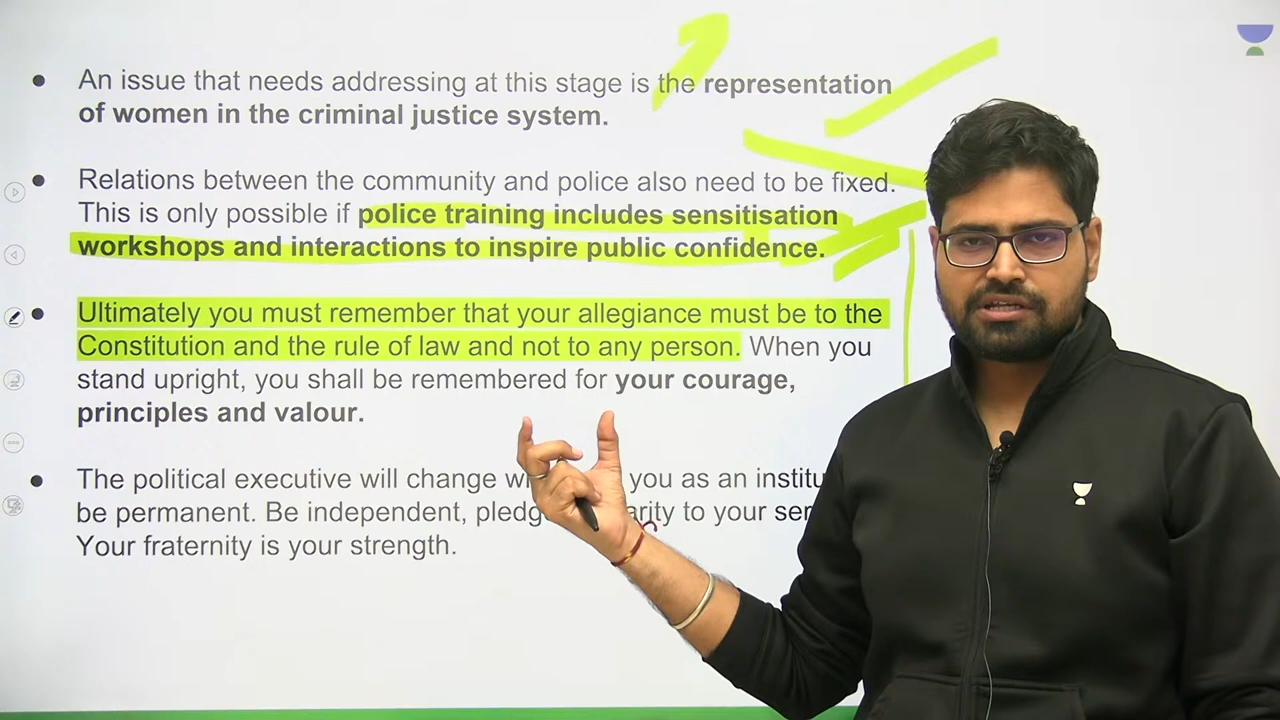 An issue that needs addressing at this stage is the representation
of women in the criminal justice system.
Relations between the community and police also need to be fixed.
This is only possible if police training includes sensitisation
workshops and interactions to inspire public confidence.
Ultimately you must remember that your allegiance must be to the
Constitution and the rule of law and not to any person. When you
stand upright, you shall be remembered for your courage,
principles and valour.
The political executive will change you as an
be permanent. Be independent, to your
Your fraternity is your strength.